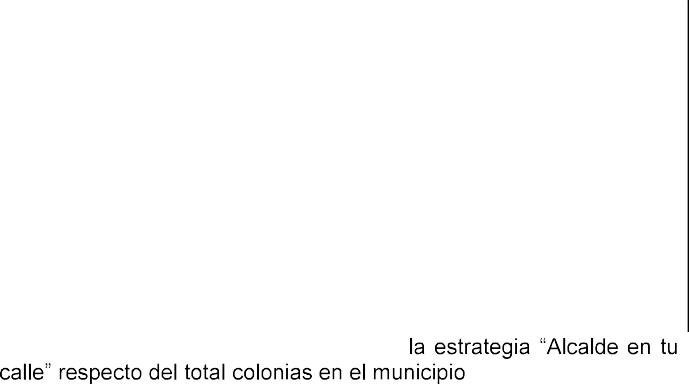 la estrategia “Alcalde en tu
calle” respecto del total colonias en el municipio